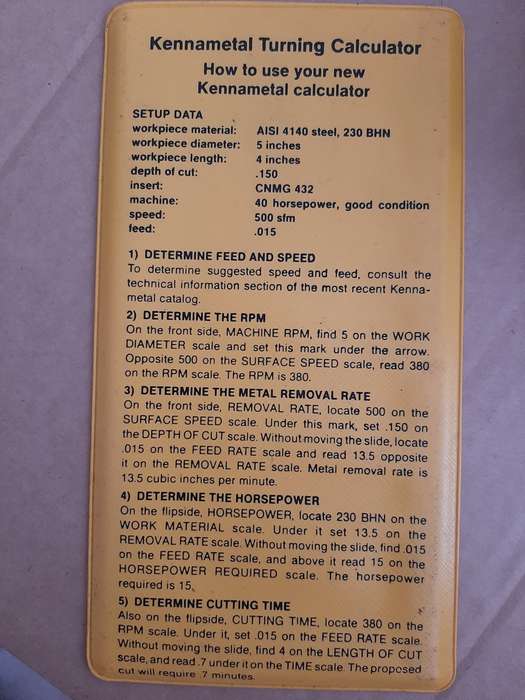 Kennametal Turning Calculator
How to use your new
Kennametal calculator
SETUP DATA
workpiece material: AISI 4140 steel, 230 BHN
workpiece diameter: 5 inches
workpiece length: 4 inches
depth of cut: .150
insert: CNMG 432
machine: 40 horsepower, good condition
speed: 500 sfm
feed: .015
1) DETERMINE FEED AND SPEED
To determine suggested speed and feed, consult the
technical information section of the most recent Kenna-
metal catalog.
2) DETERMINE THE RPM
On the front side, MACHINE RPM, find 5 on the WORK
DIAMETER scale and set this mark under the arrow.
Opposite 500 on the SURFACE SPEED scale, read 380
on the RPM scale. The RPM is 380.
3) DETERMINE THE METAL REMOVAL RATE
On the front side, REMOVAL RATE, locate 500 on the
SURFACE SPEED scale. Under this mark, set .150 on
the DEPTH OF CUT scale. Without moving the slide, locate
.015 on the FEED RATE scale and read 13.5 opposite
it on the REMOVAL RATE scale. Metal removal rate is
13.5 cubic inches per minute.
4) DETERMINE THE HORSEPOWER
On the flipside, HORSEPOWER, locate 230 BHN on the
WORK MATERIAL scale. Under it set 13.5 on the
REMOVAL RATE scale. Without moving the slide, find .015
on the FEED RATE scale, and above it read 15 on the
HORSEPOWER REQUIRED scale. The horsepower
required is 15.
5) DETERMINE CUTTING TIME
Also on the flipside, CUTTING TIME, locate 380 on the
RPM scale. Under it, set .015 on the FEED RATE scale.
Without moving the slide, find 4 on the LENGTH OF CUT
scale, and read .7 under it on the TIME scale. The proposed
cut will require .7 minutes.